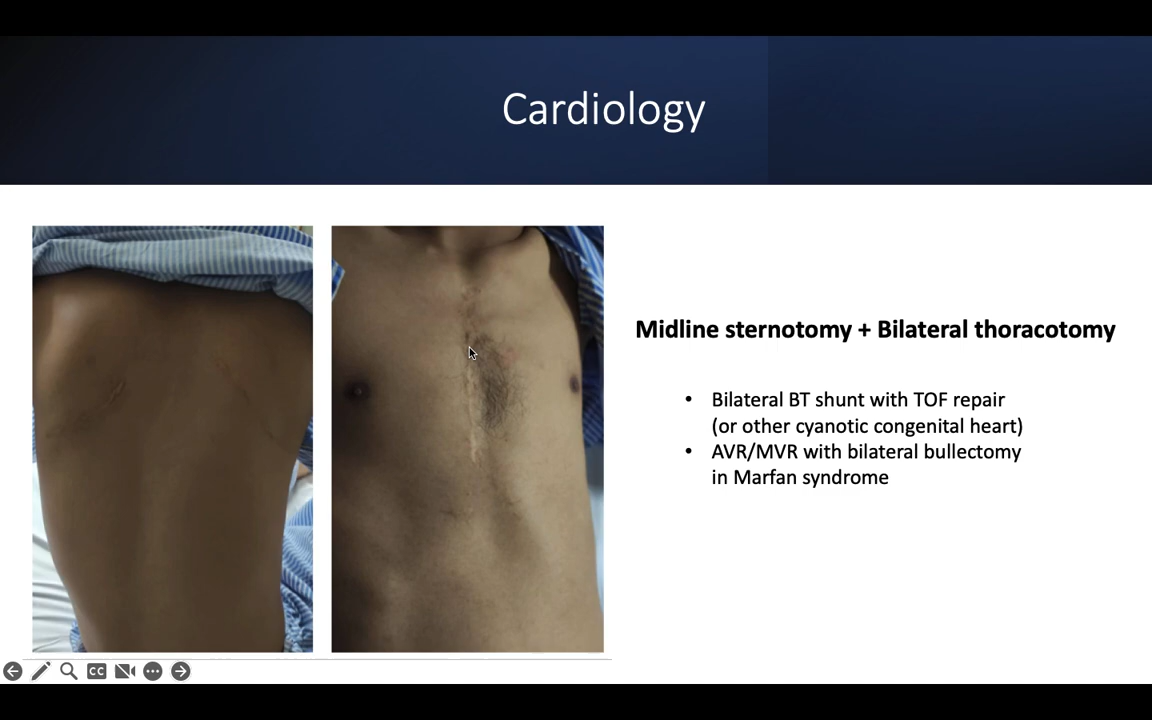 Cardiology
Midline sternotomy + Bilateral thoracotomy
• Bilateral BT shunt with TOF repair
(or other cyanotic congenital heart)
• AVR/MVR with bilateral bullectomy
in Marfan syndrome
CC